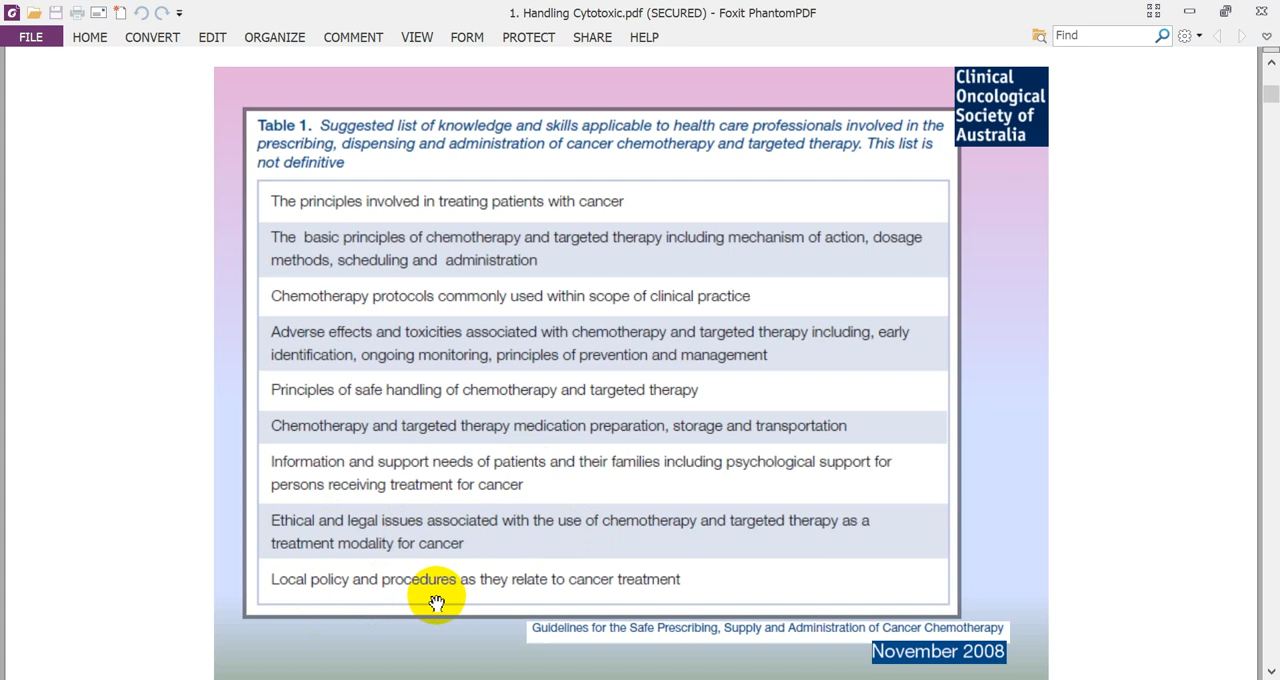 1. Handling Cytotoxic.pdf (SECURED) - Foxit PhantomPDF
FILE HOME CONVERT EDIT ORGANIZE COMMENT VIEW FORM PROTECT SHARE HELP Find
Clinical
Oncological
Society of
Australia
Table 1. Suggested list of knowledge and skills applicable to health care professionals involved in the
prescribing, dispensing and administration of cancer chemotherapy and targeted therapy. This list is
not definitive
The principles involved in treating patients with cancer
The basic principles of chemotherapy and targeted therapy including mechanism of action, dosage
methods, scheduling and administration
Chemotherapy protocols commonly used within scope of clinical practice
Adverse effects and toxicities associated with chemotherapy and targeted therapy including, early
identification, ongoing monitoring, principles of prevention and management
Principles of safe handling of chemotherapy and targeted therapy
Chemotherapy and targeted therapy medication preparation, storage and transportation
Information and support needs of patients and their families including psychological support for
persons receiving treatment for cancer
Ethical and legal issues associated with the use of chemotherapy and targeted therapy as a
treatment modality for cancer
Local policy and procedures as they relate to cancer treatment
Guidelines for the Safe Prescribing, Supply and Administration of Cancer Chemotherapy
November 2008